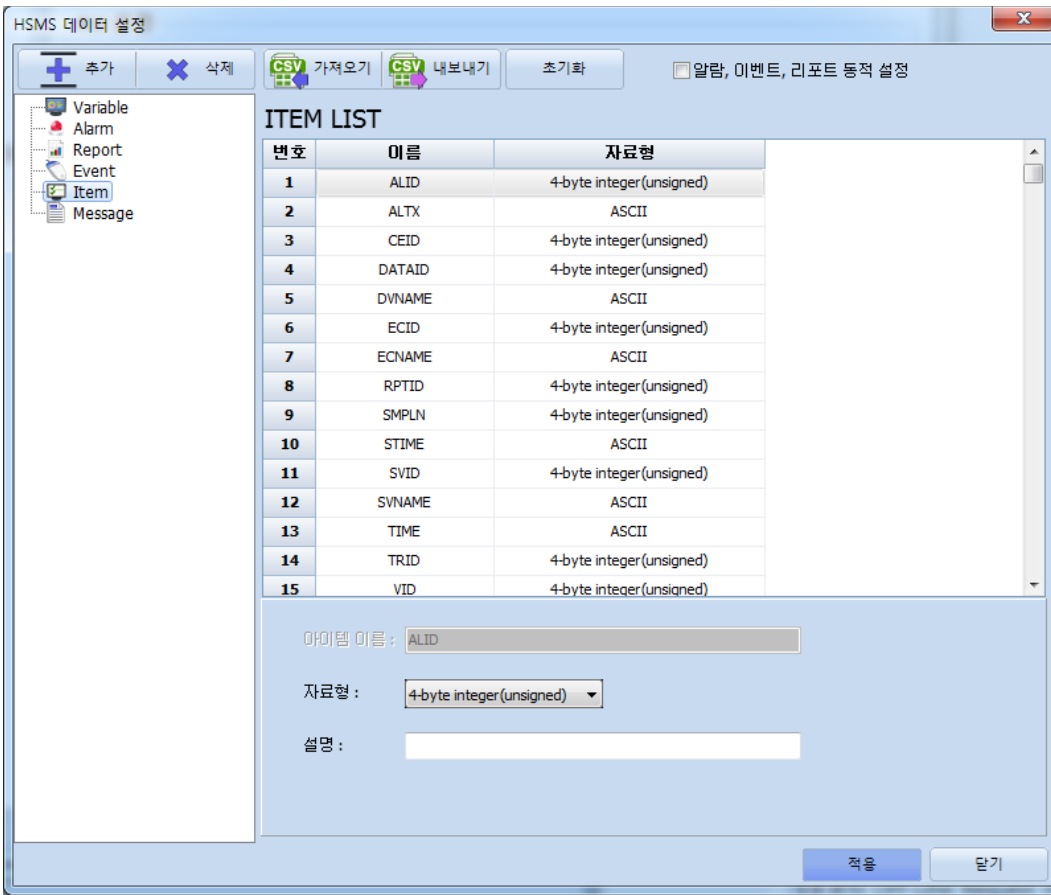 HSMS 데이터 설정
추가 삭제 CSV 가져오기 CSV 내보내기 초기화 알람, 이벤트, 리포트 동적 설정
Variable
Alarm
Report
Event
Item
Message
ITEM LIST
번호 이름 자료형
1 ALID 4-byte integer(unsigned)
2 ALTX ASCII
3 CEID 4-byte integer(unsigned)
4 DATAID 4-byte integer(unsigned)
5 DVNAME ASCII
6 ECID 4-byte integer(unsigned)
7 ECNAME ASCII
8 RPTID 4-byte integer(unsigned)
9 SMPLN 4-byte integer(unsigned)
10 STIME ASCII
11 SVID 4-byte integer(unsigned)
12 SVNAME ASCII
13 TIME ASCII
14 TRID 4-byte integer(unsigned)
15 VID 4-byte integer(unsigned)
아이템 이름 : ALID
자료형 : 4-byte integer(unsigned)
설명 :
적용 닫기